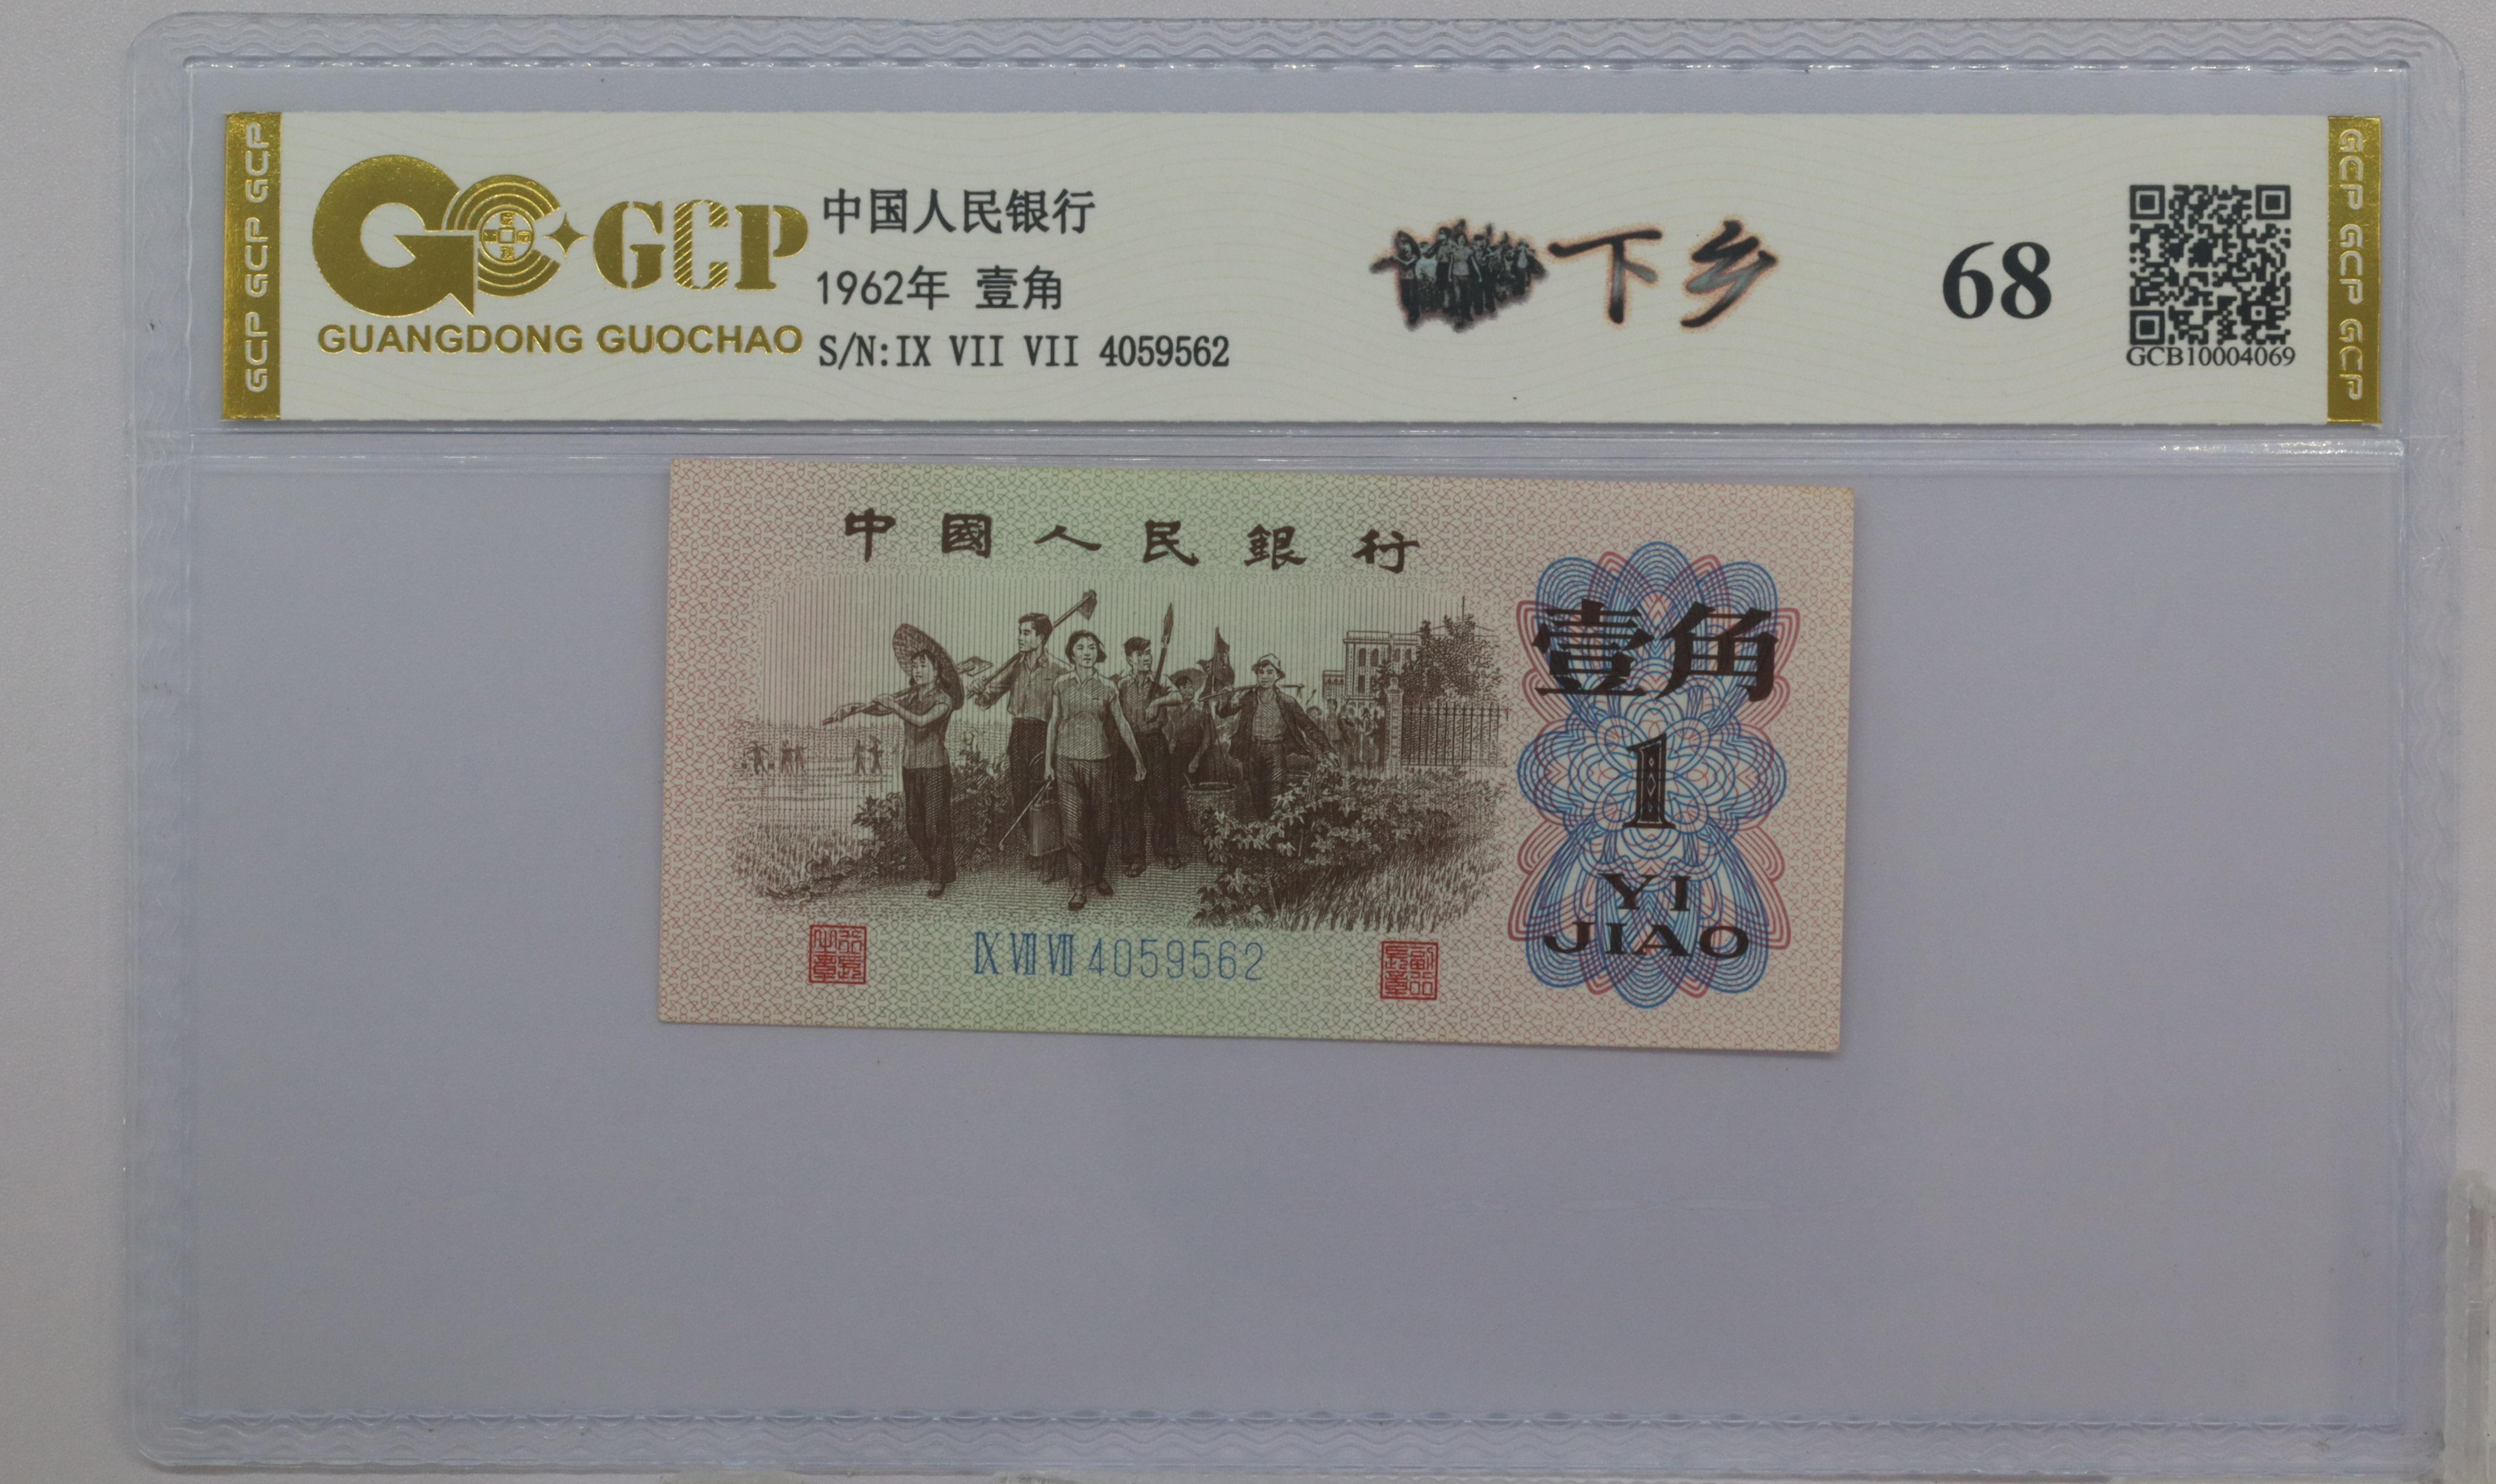 GCP GCP GCP
GCP
GUANGDONG GUOCHAO
中国人民银行
1962年 壹角
S/N:IX VII VII 4059562
下乡
68
GCB10004069
GCP GCP GCP
中國人民銀行
壹角
1
YI
JIAO
IX VII VII 4059562